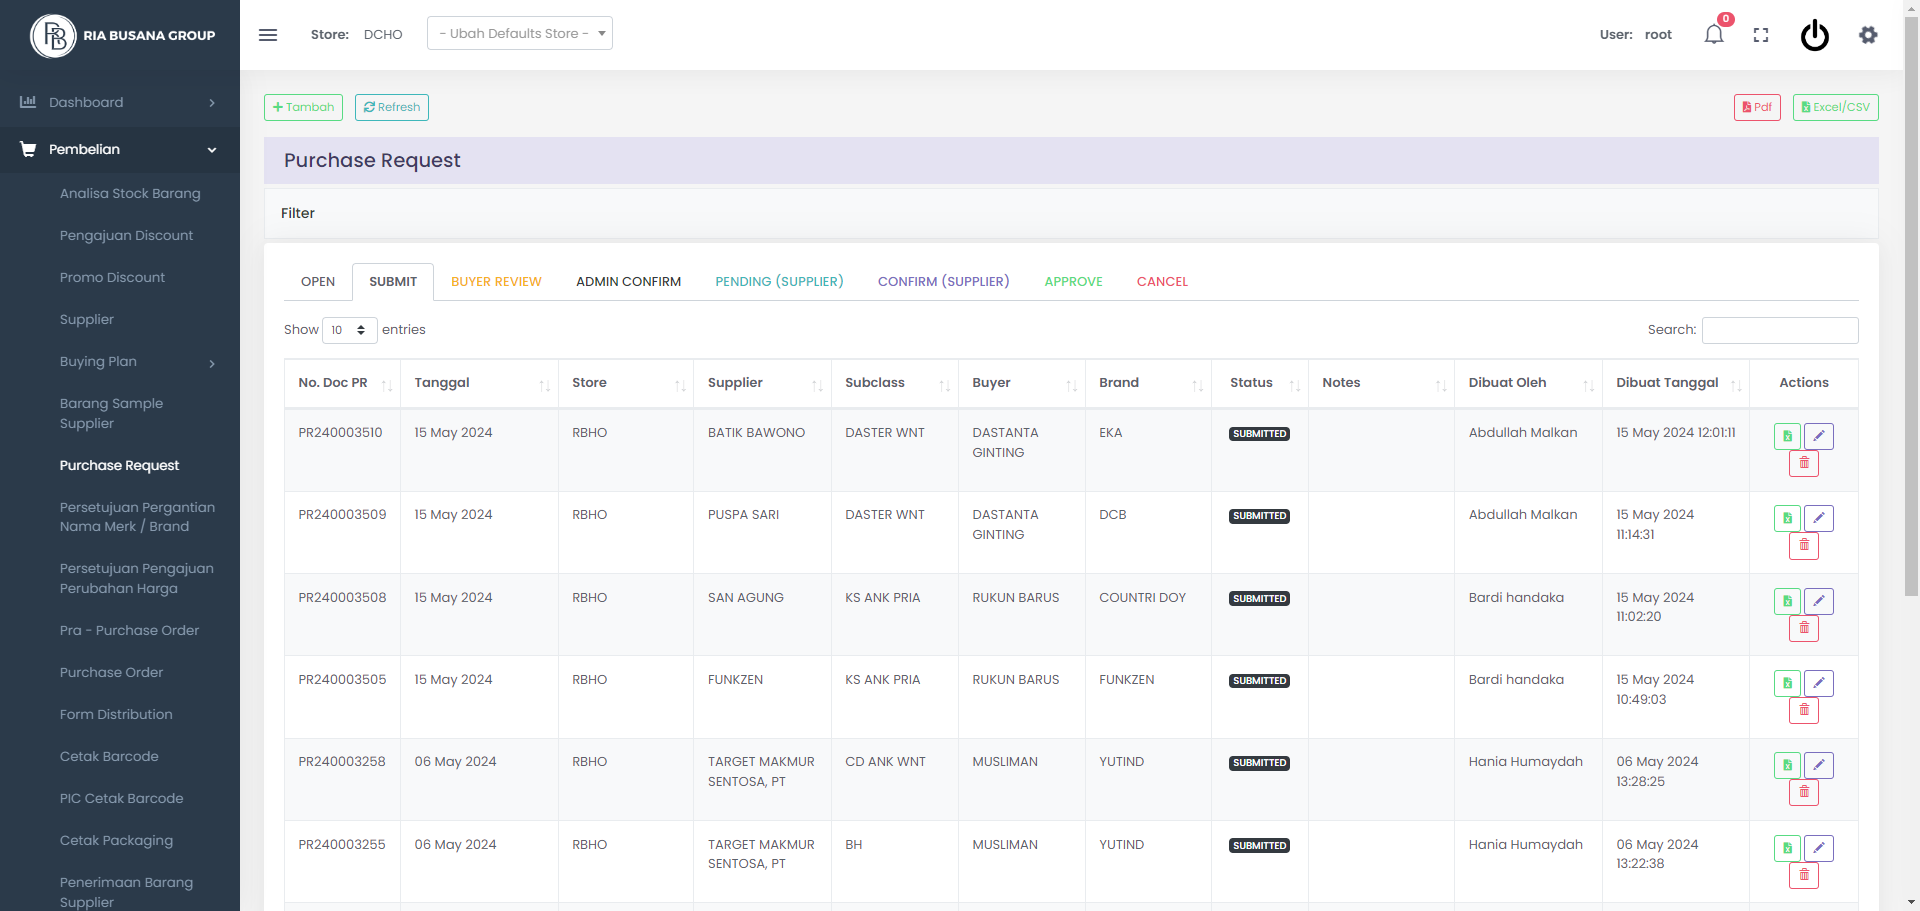 RIA BUSANA GROUP
Store: DCHO - Ubah Defaults Store - User: root 0
Dashboard
Pembelian
Analisa Stock Barang
Pengajuan Discount
Promo Discount
Supplier
Buying Plan
Barang Sample
Supplier
Purchase Request
Persetujuan Pergantian
Nama Merk / Brand
Persetujuan Pengajuan
Perubahan Harga
Pra - Purchase Order
Purchase Order
Form Distribution
Cetak Barcode
PIC Cetak Barcode
Cetak Packaging
Penerimaan Barang
Supplier
Tambah Refresh Pdf Excel/CSV
Purchase Request
Filter
OPEN SUBMIT BUYER REVIEW ADMIN CONFIRM PENDING (SUPPLIER) CONFIRM (SUPPLIER) APPROVE CANCEL
Show 10 entries Search:
No. Doc PR Tanggal Store Supplier Subclass Buyer Brand Status Notes Dibuat Oleh Dibuat Tanggal Actions
PR240003510 15 May 2024 RBHO BATIK BAWONO DASTER WNT DASTANTA EKA SUBMITTED Abdullah Malkan 15 May 2024 12:01:11
GINTING
PR240003509 15 May 2024 RBHO PUSPA SARI DASTER WNT DASTANTA DCB SUBMITTED Abdullah Malkan 15 May 2024
GINTING 11:14:31
PR240003508 15 May 2024 RBHO SAN AGUNG KS ANK PRIA RUKUN BARUS COUNTRI DOY SUBMITTED Bardi handaka 15 May 2024
11:02:20
PR240003505 15 May 2024 RBHO FUNKZEN KS ANK PRIA RUKUN BARUS FUNKZEN SUBMITTED Bardi handaka 15 May 2024
10:49:03
PR240003258 06 May 2024 RBHO TARGET MAKMUR CD ANK WNT MUSLIMAN YUTIND SUBMITTED Hania Humaydah 06 May 2024
SENTOSA, PT 13:28:25
PR240003255 06 May 2024 RBHO TARGET MAKMUR BH MUSLIMAN YUTIND SUBMITTED Hania Humaydah 06 May 2024
SENTOSA, PT 13:22:38